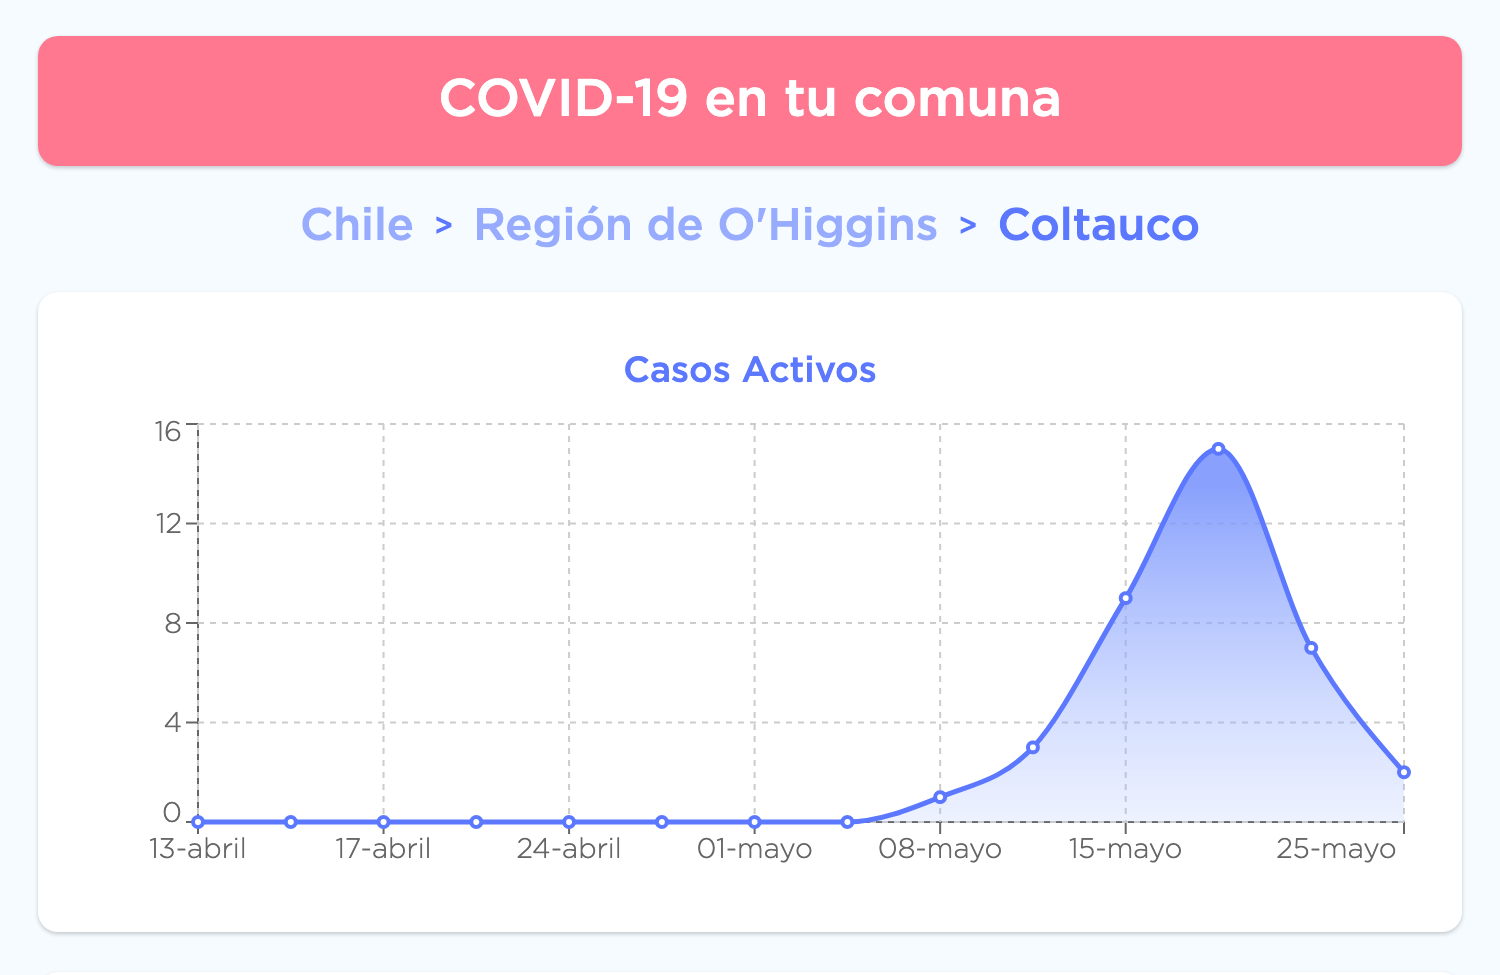 COVID-19 en tu comuna
Chile > Región de O'Higgins > Coltauco
Casos Activos
16
12
8
4
0
13-abril 17-abril 24-abril 01-mayo 08-mayo 15-mayo 25-mayo